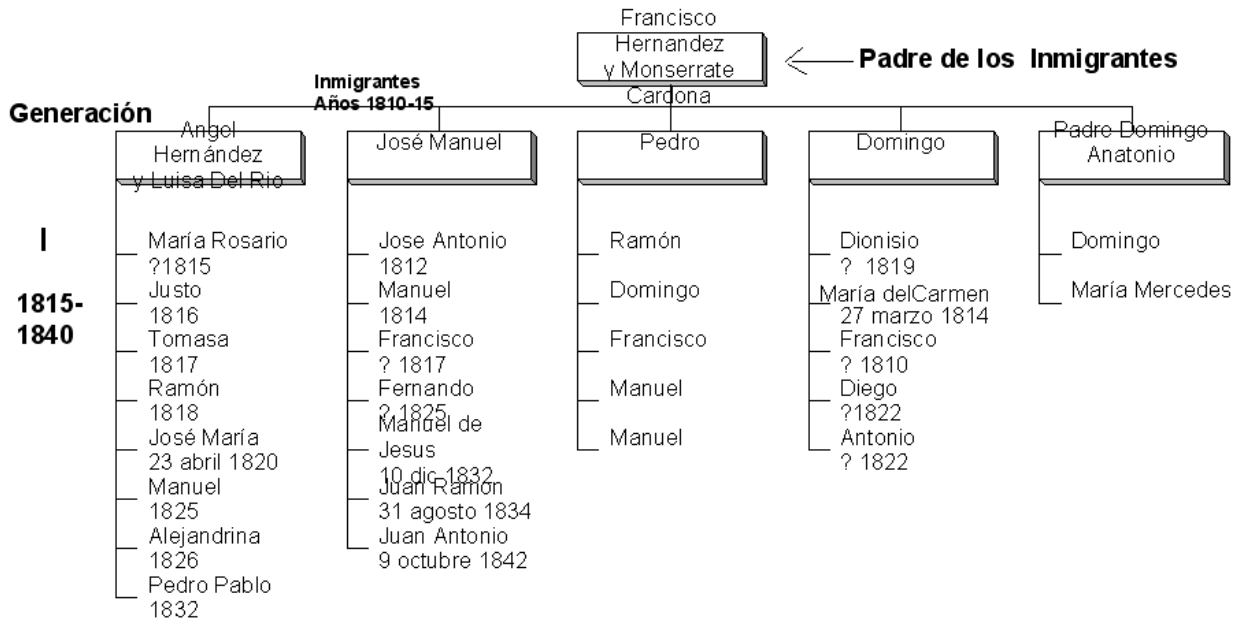 Francisco
Hernandez
y Monserrate
Cardona
Padre de los Inmigrantes
Inmigrantes
Años 1810-15
Generación
Angel
Hernández
y Luisa Del Rio
José Manuel
Pedro
Domingo
Padro Domingo
Anatonio
I
1815-
1840
María Rosario
?1815
Justo
1816
Tomasa
1817
Ramón
1818
José María
23 abril 1820
Manuel
1825
Alejandrina
1826
Pedro Pablo
1832
Jose Antonio
1812
Manuel
1814
Francisco
? 1817
Fernando
? 1825
Manuel de
Jesus
10 dic 1832
Juan Ramón
31 agosto 1834
Juan Antonio
9 octubre 1842
Ramón
Domingo
Francisco
Manuel
Manuel
Dionisio
? 1819
María delCarmen
27 marzo 1814
Francisco
? 1810
Diego
?1822
Antonio
? 1822
Domingo
María Mercedes